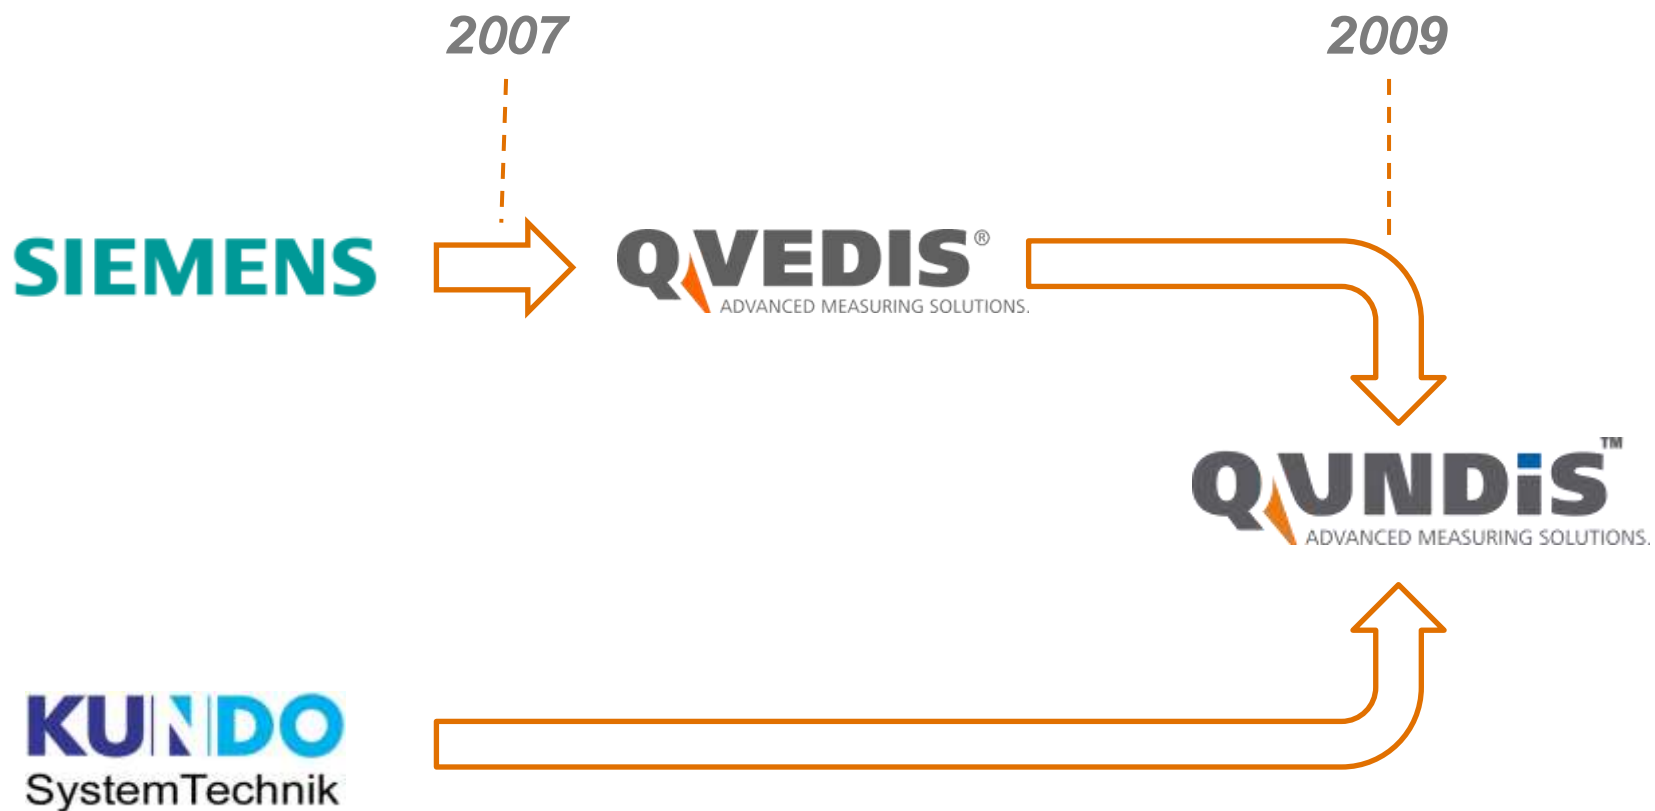 2007
2009
SIEMENS
QVEDIS®
ADVANCED MEASURING SOLUTIONS.
QUNDiS™
ADVANCED MEASURING SOLUTIONS.
KUNDO
SystemTechnik